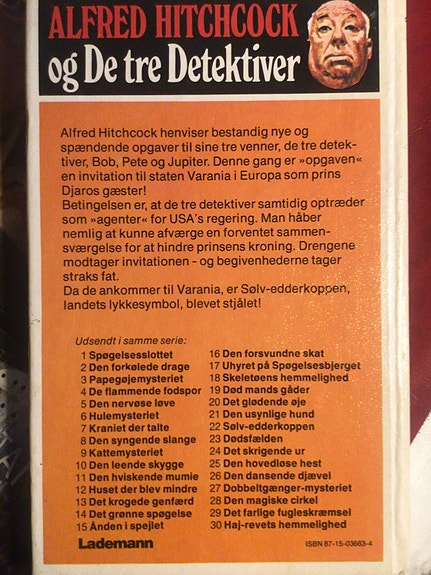 ALFRED HITCHCOCK
og De tre Detektiver
Alfred Hitchcock henviser bestandig nye og
spændende opgaver til sine tre venner, de tre detek-
tiver, Bob, Pete og Jupiter. Denne gang er »opgaven«
en invitation til staten Varania i Europa som prins
Djaros gæster!
Betingelsen er, at de tre detektiver samtidig optræder
som »agenter« for USA's regering. Man håber
nemlig at kunne afværge en forventet sammen-
sværgelse for at hindre prinsens kroning. Drengene
modtager invitationen - og begivenhederne tager
straks fat.
Da de ankommer til Varania, er Sølv-edderkoppen,
landets lykkesymbol, blevet stjålet!
Udsendt i samme serie:
1 Spøgelsesslottet
2 Den forkølede drage
3 Papegøjemysteriet
4 De flammende fodspor
5 Den nervøse løve
6 Hulemysteriet
7 Kraniet der talte
8 Den syngende slange
9 Kattemysteriet
10 Den leende skygge
11 Den hviskende mumie
12 Huset der blev mindre
13 Det krogede genfærd
14 Det grønne spøgelse
15 Ånden i spejlet
16 Den forsvundne skat
17 Uhyret på Spøgelsesbjerget
18 Skeletøens hemmelighed
19 Død mands gåder
20 Det glødende øje
21 Den usynlige hund
22 Sølv-edderkoppen
23 Dødsfælden
24 Det skrigende ur
25 Den hovedløse hest
26 Den dansende djævel
27 Dobbeltgænger-mysteriet
28 Den magiske cirkel
29 Det farlige fugleskræmsel
30 Haj-revets hemmelighed
Lademann
ISBN 87-15-03663-4